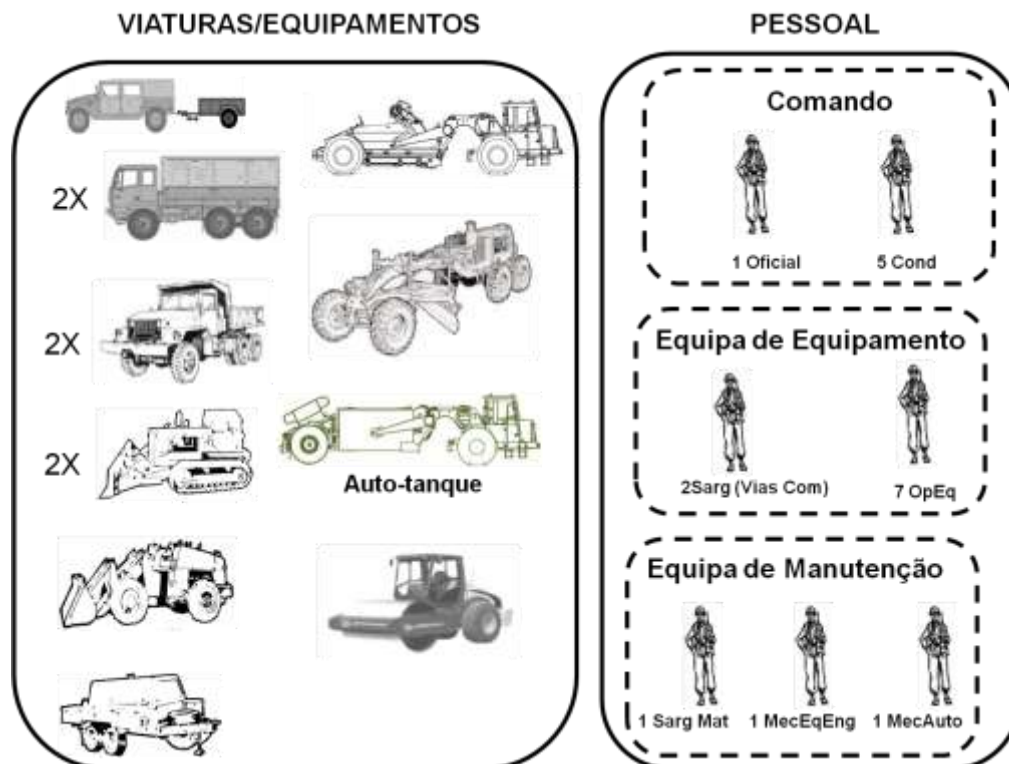 VIATURAS/EQUIPAMENTOS
2X
2X
2X
Auto-tanque
PESSOAL
Comando
1 Oficial
5 Cond
Equipa de Equipamento
2Sarg (Vias Com)
7 OpEq
Equipa de Manutenção
1 Sarg Mat
1 MecEqEng
1 MecAuto